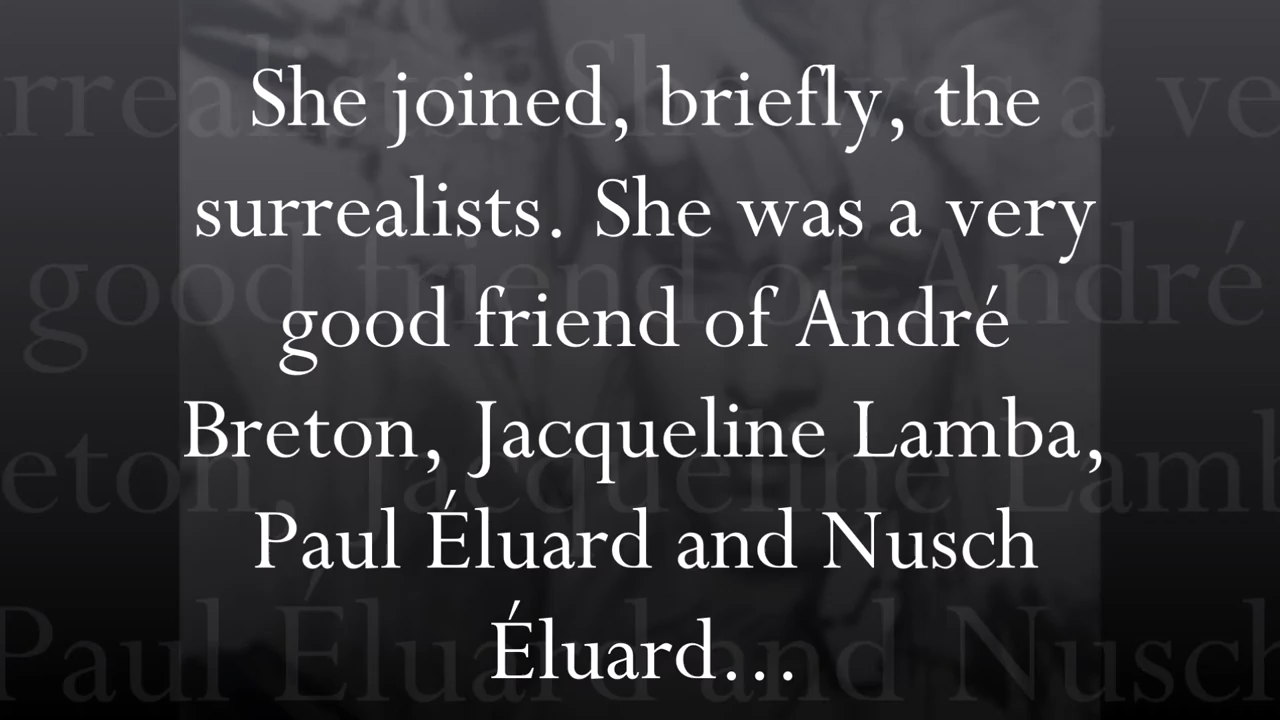 She joined, briefly, the
surrealists. She was a very
good friend of André
Breton, Jacqueline Lamba,
Paul Éluard and Nusch
Éluard…